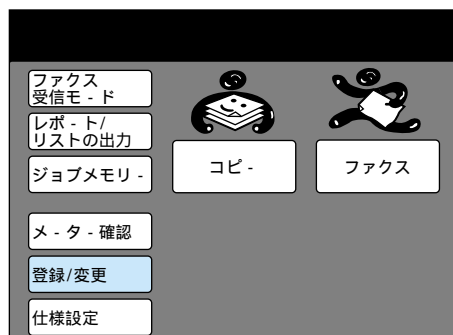 ファクス
受信モ - ド
レポ - ト/
リストの出力
ジョブメモリ -
コピ -
ファクス
メ - タ - 確認
登録/変更
仕様設定